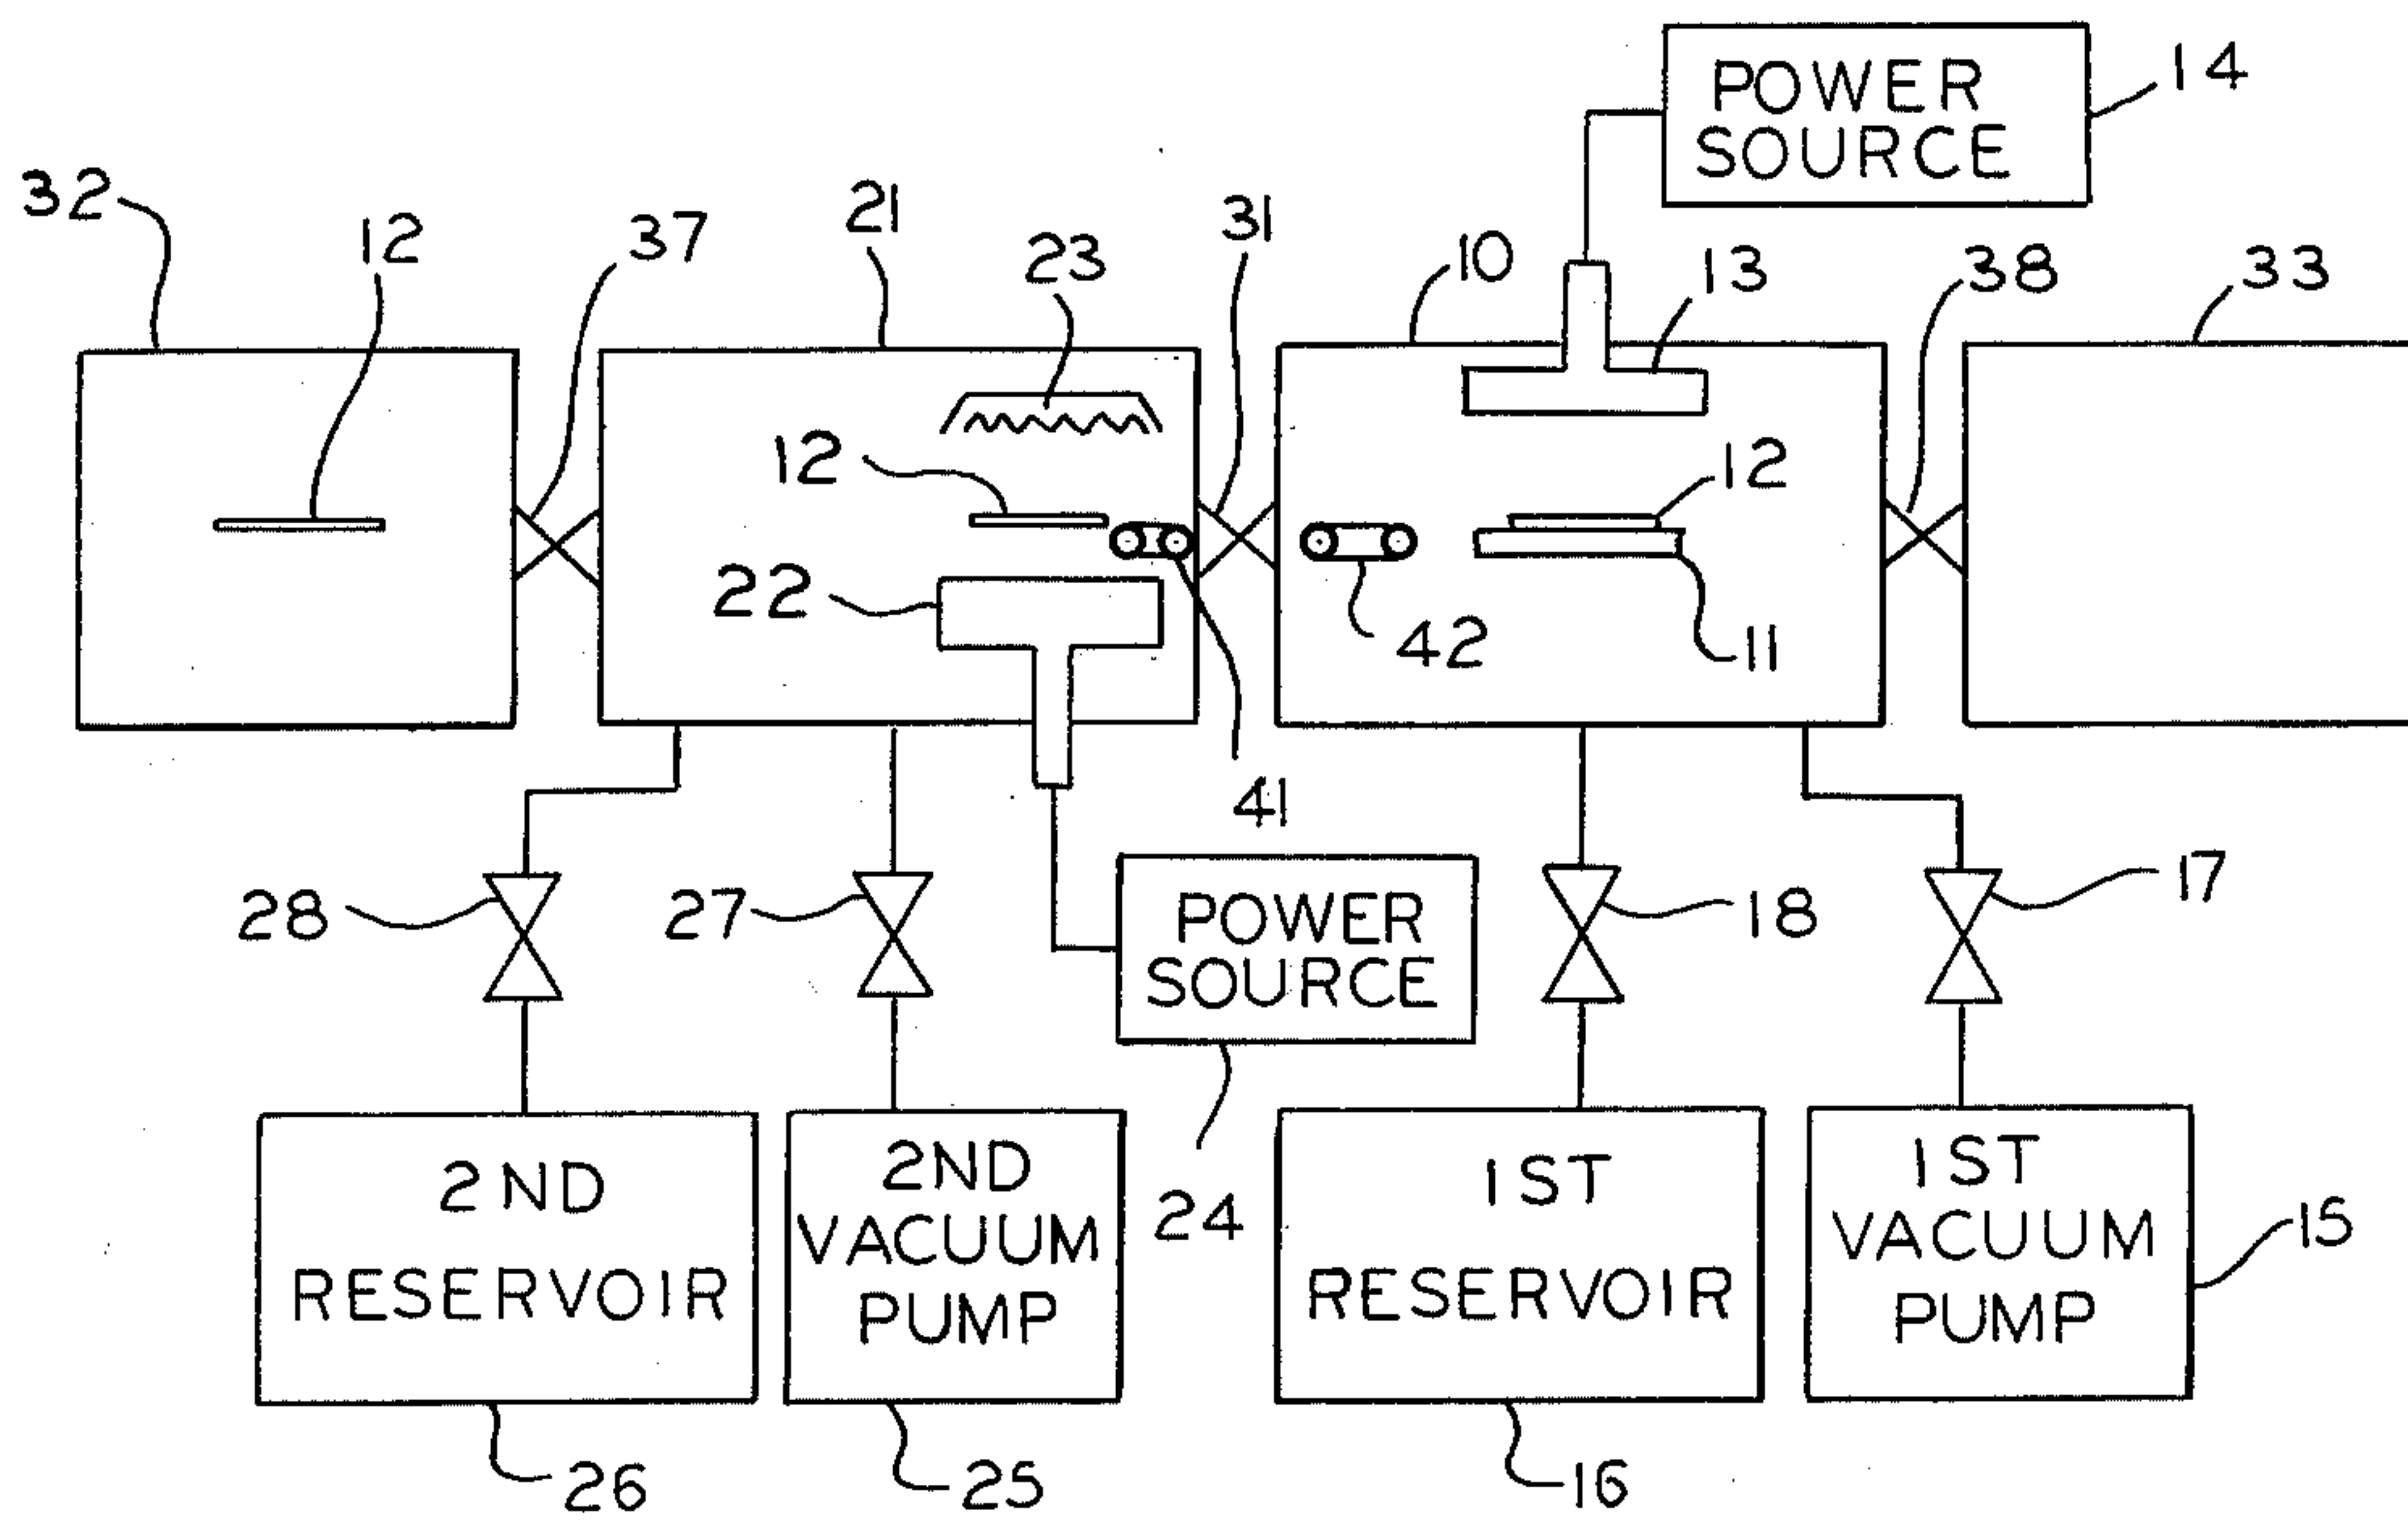 POWER
SOURCE
14
32
12
37
21
23
31
10
13
38
33
12
12
22
42
11
41
28
27
POWER
SOURCE
18
17
24
2ND
RESERVOIR
2ND
VACUUM
PUMP
1ST
RESERVOIR
1ST
VACUUM
PUMP
15
26
25
16